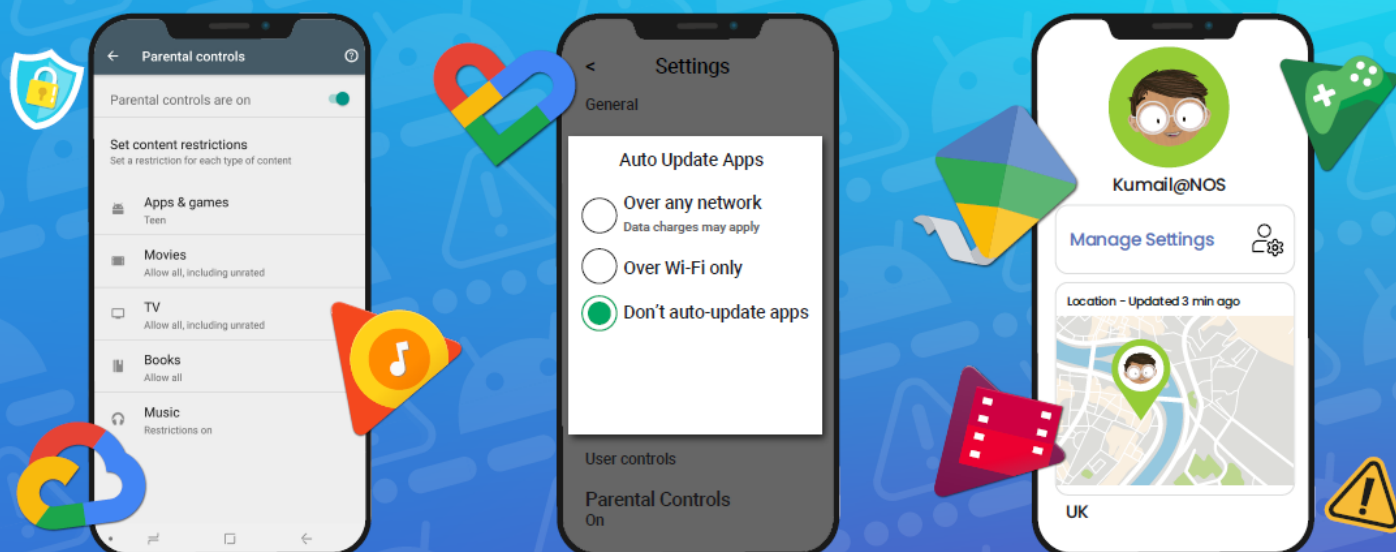 Parental controls
Parental controls are on
Set content restrictions
Set a restriction for each type of content
Apps & games
Teen
Movies
Allow all, including unrated
TV
Allow all, including unrated
Books
Allow all
Music
Restrictions on
< Settings
General
Auto Update Apps
Over any network
Data charges may apply
Over Wi-Fi only
Don't auto-update apps
User controls
Parental Controls
On
Kumail@NOS
Manage Settings
Location - Updated 3 min ago
UK